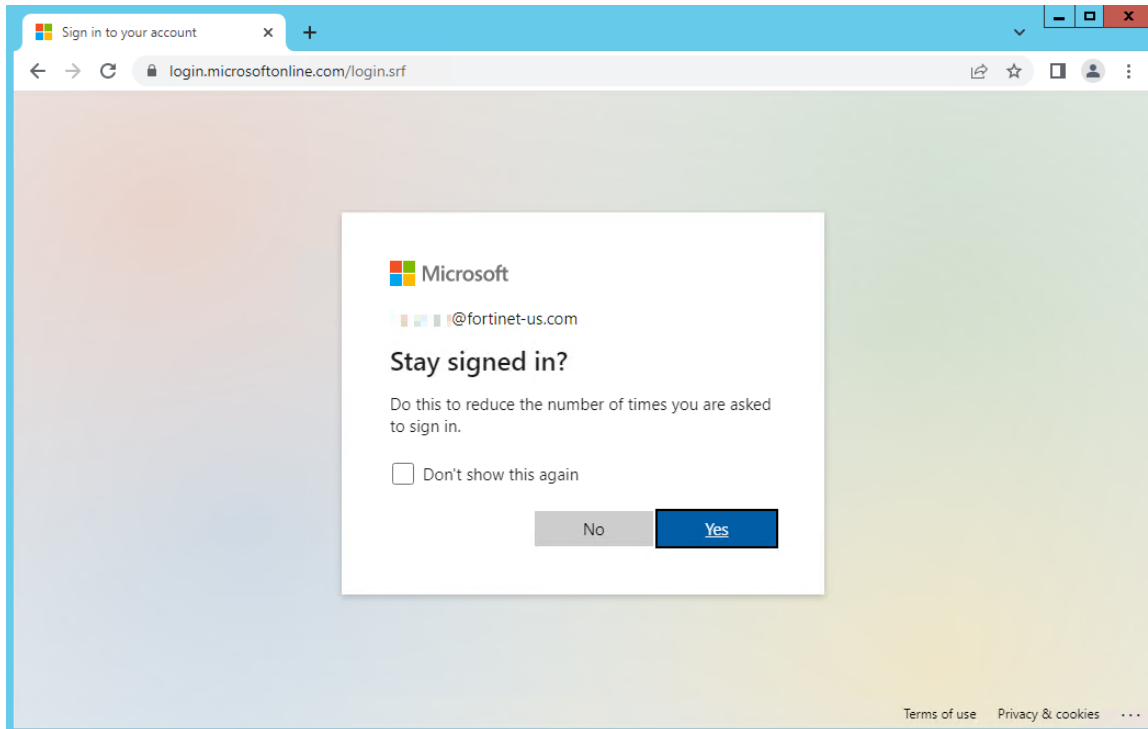 Sign in to your account
login.microsoftonline.com/login.srf
Microsoft
@fortinet-us.com
Stay signed in?
Do this to reduce the number of times you are asked
to sign in.
Don't show this again
No
Yes
Terms of use
Privacy & cookies